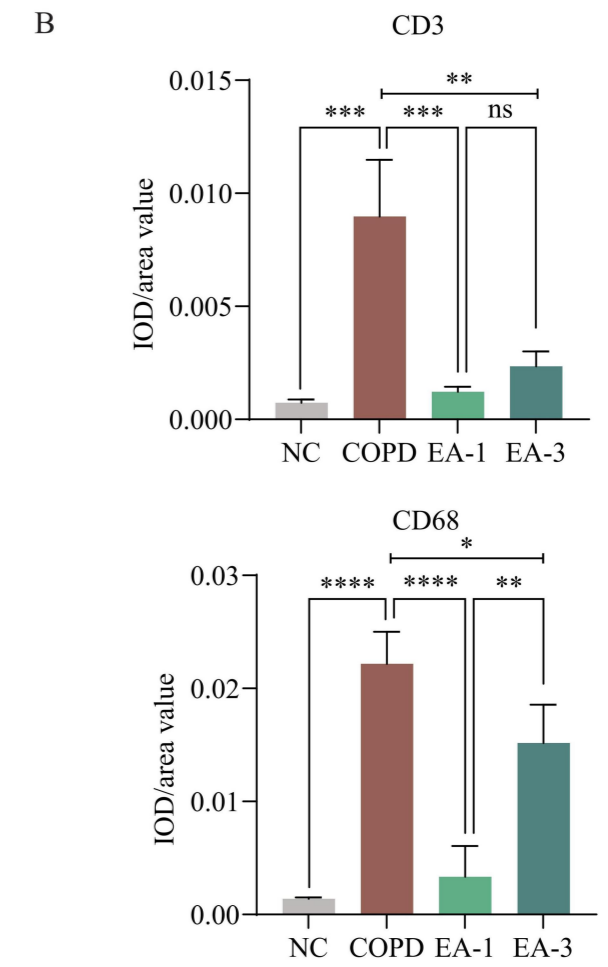 B
CD3
IOD/area value
0.015
0.010
0.005
0.000
**
*** *** ns
NC COPD EA-1 EA-3
CD68
IOD/area value
0.03
0.02
0.01
0.00
*
**** **** **
NC COPD EA-1 EA-3